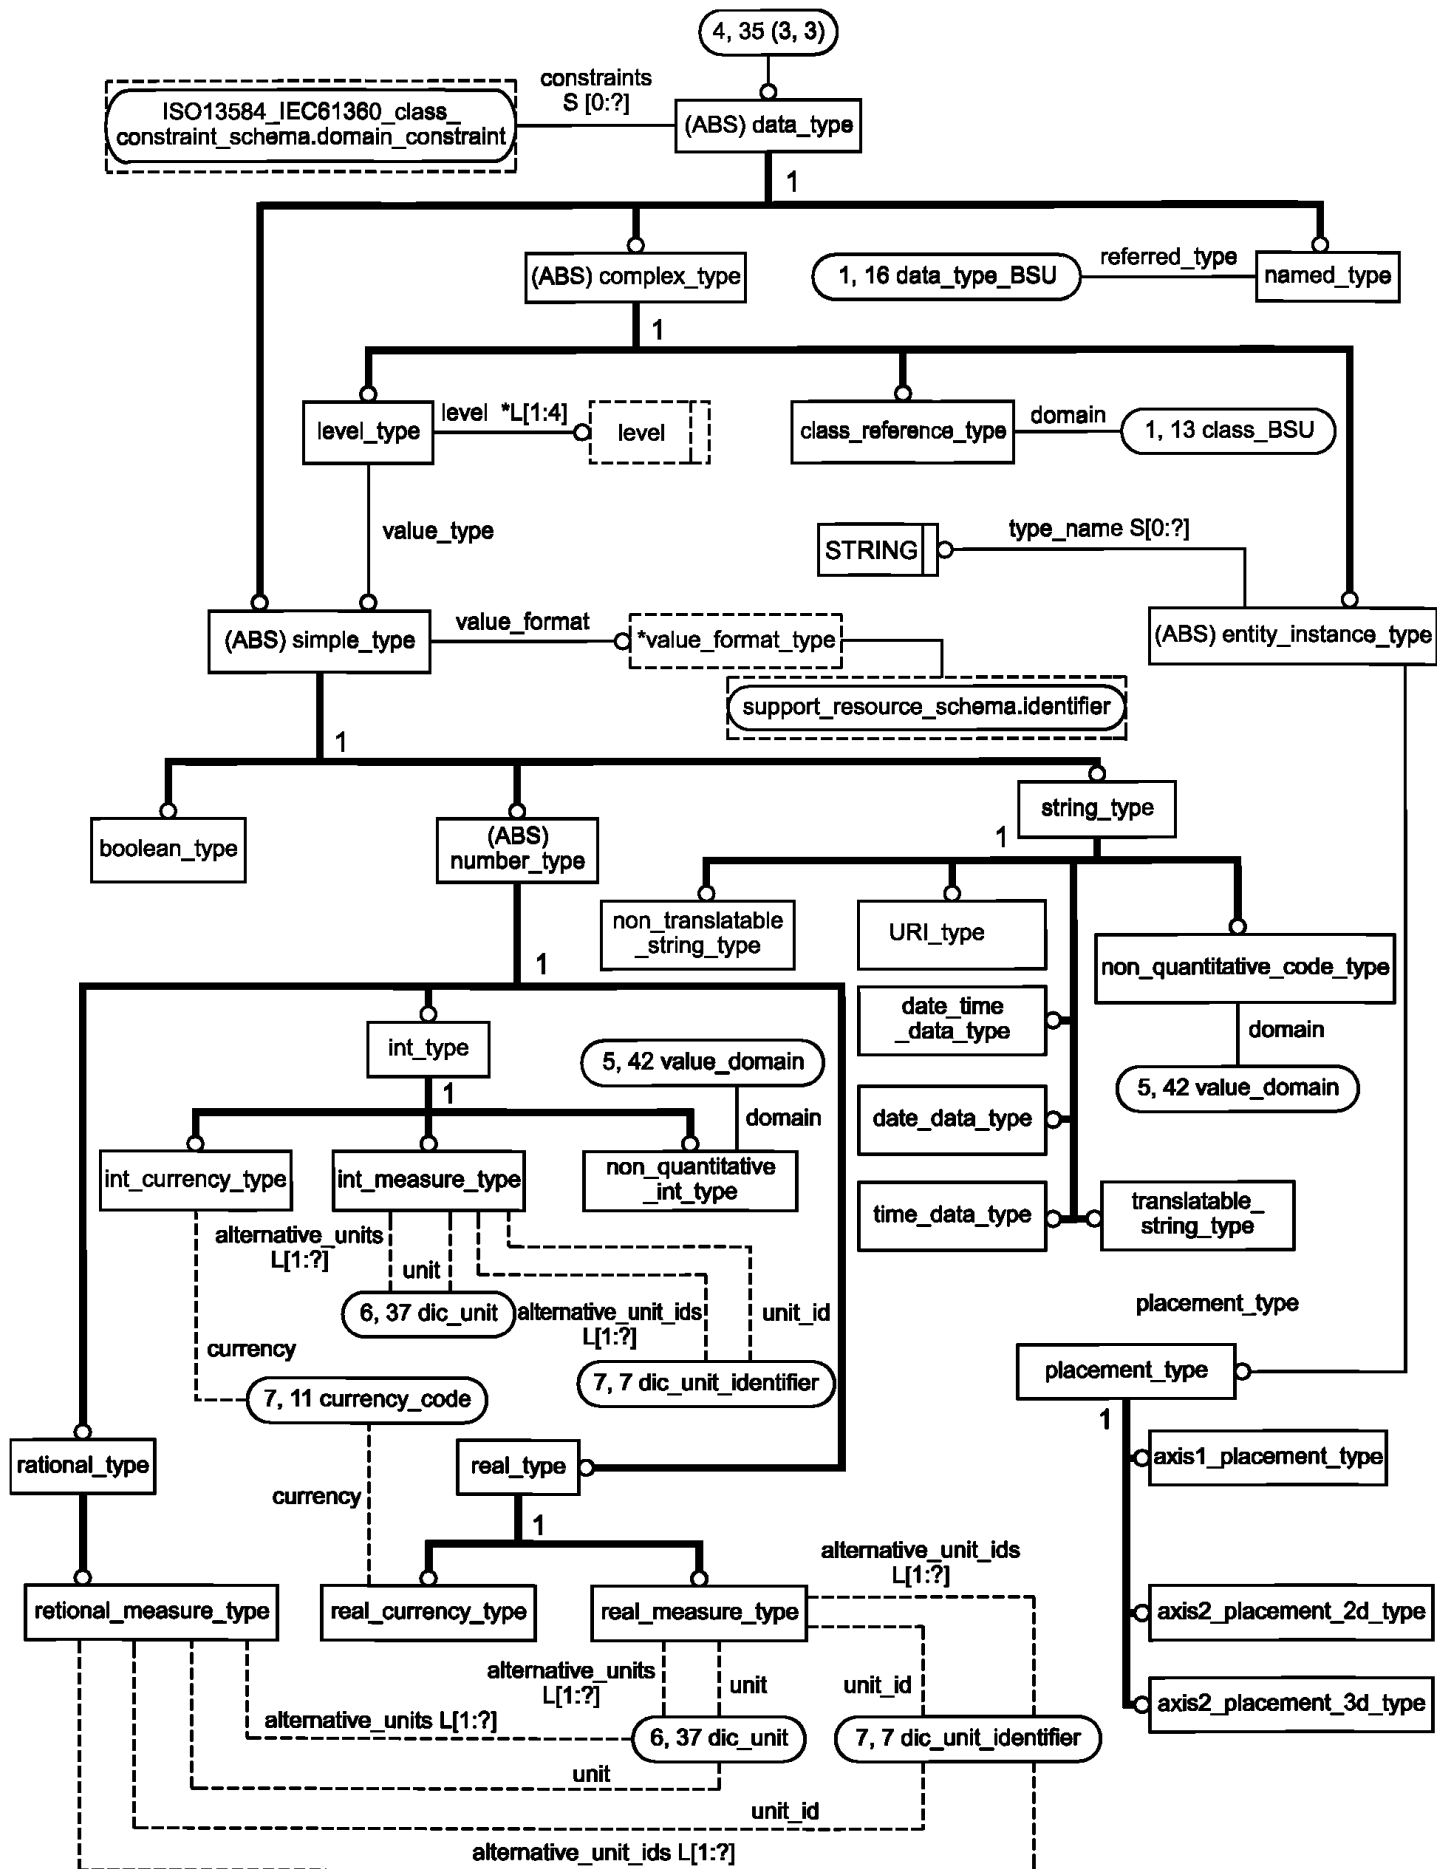 4, 35 (3, 3)
constraints
S [0:?]
ISO13584_IEC61360_class_
constraint_schema.domain_constraint
(ABS) data_type
1
(ABS) complex_type
1, 16 data_type_BSU
referred_type
named_type
1
level_type
level *L[1:4]
level
class_reference_type
domain
1, 13 class_BSU
value_type
STRING
type_name S[0:?]
(ABS) simple_type
value_format
*value_format_type
(ABS) entity_instance_type
support_resource_schema.identifier
1
boolean_type
(ABS)
number_type
string_type
1
non_translatable
_string_type
URI_type
non_quantitative_code_type
1
date_time
_data_type
domain
int_type
5, 42 value_domain
5, 42 value_domain
1
domain
date_data_type
int_currency_type
int_measure_type
non_quantitative
_int_type
time_data_type
translatable_
string_type
alternative_units
L[1:?]
unit
6, 37 dic_unit
alternative_unit_ids
L[1:?]
unit_id
placement_type
currency
7, 7 dic_unit_identifier
placement_type
7, 11 currency_code
1
rational_type
real_type
axis1_placement_type
currency
1
alternative_unit_ids
L[1:?]
retional_measure_type
real_currency_type
real_measure_type
axis2_placement_2d_type
alternative_units
L[1:?]
unit
unit_id
axis2_placement_3d_type
alternative_units L[1:?]
6, 37 dic_unit
7, 7 dic_unit_identifier
unit
unit_id
alternative_unit_ids L[1:?]